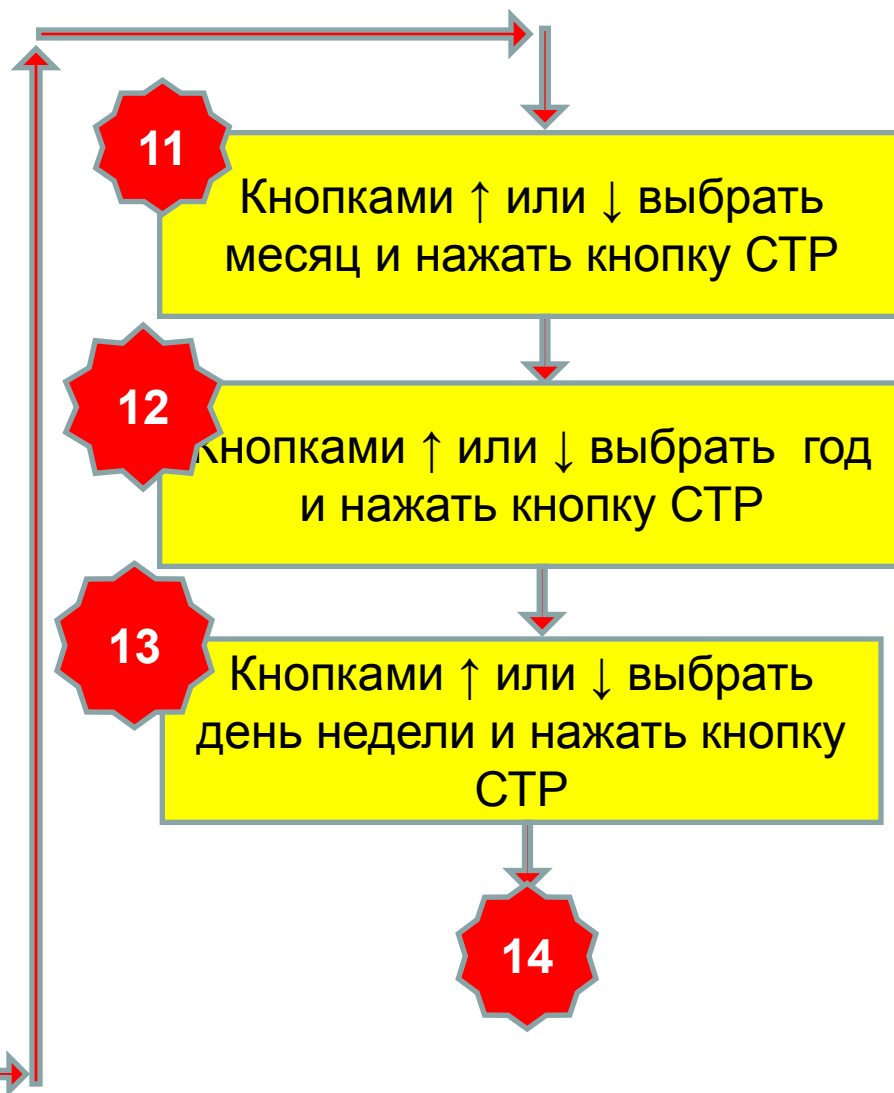 11
Кнопками ↑ или ↓ выбрать
месяц и нажать кнопку СТР
12
Кнопками ↑ или ↓ выбрать  год
и нажать кнопку СТР
13
Кнопками ↑ или ↓ выбрать
день недели и нажать кнопку
СТР
14